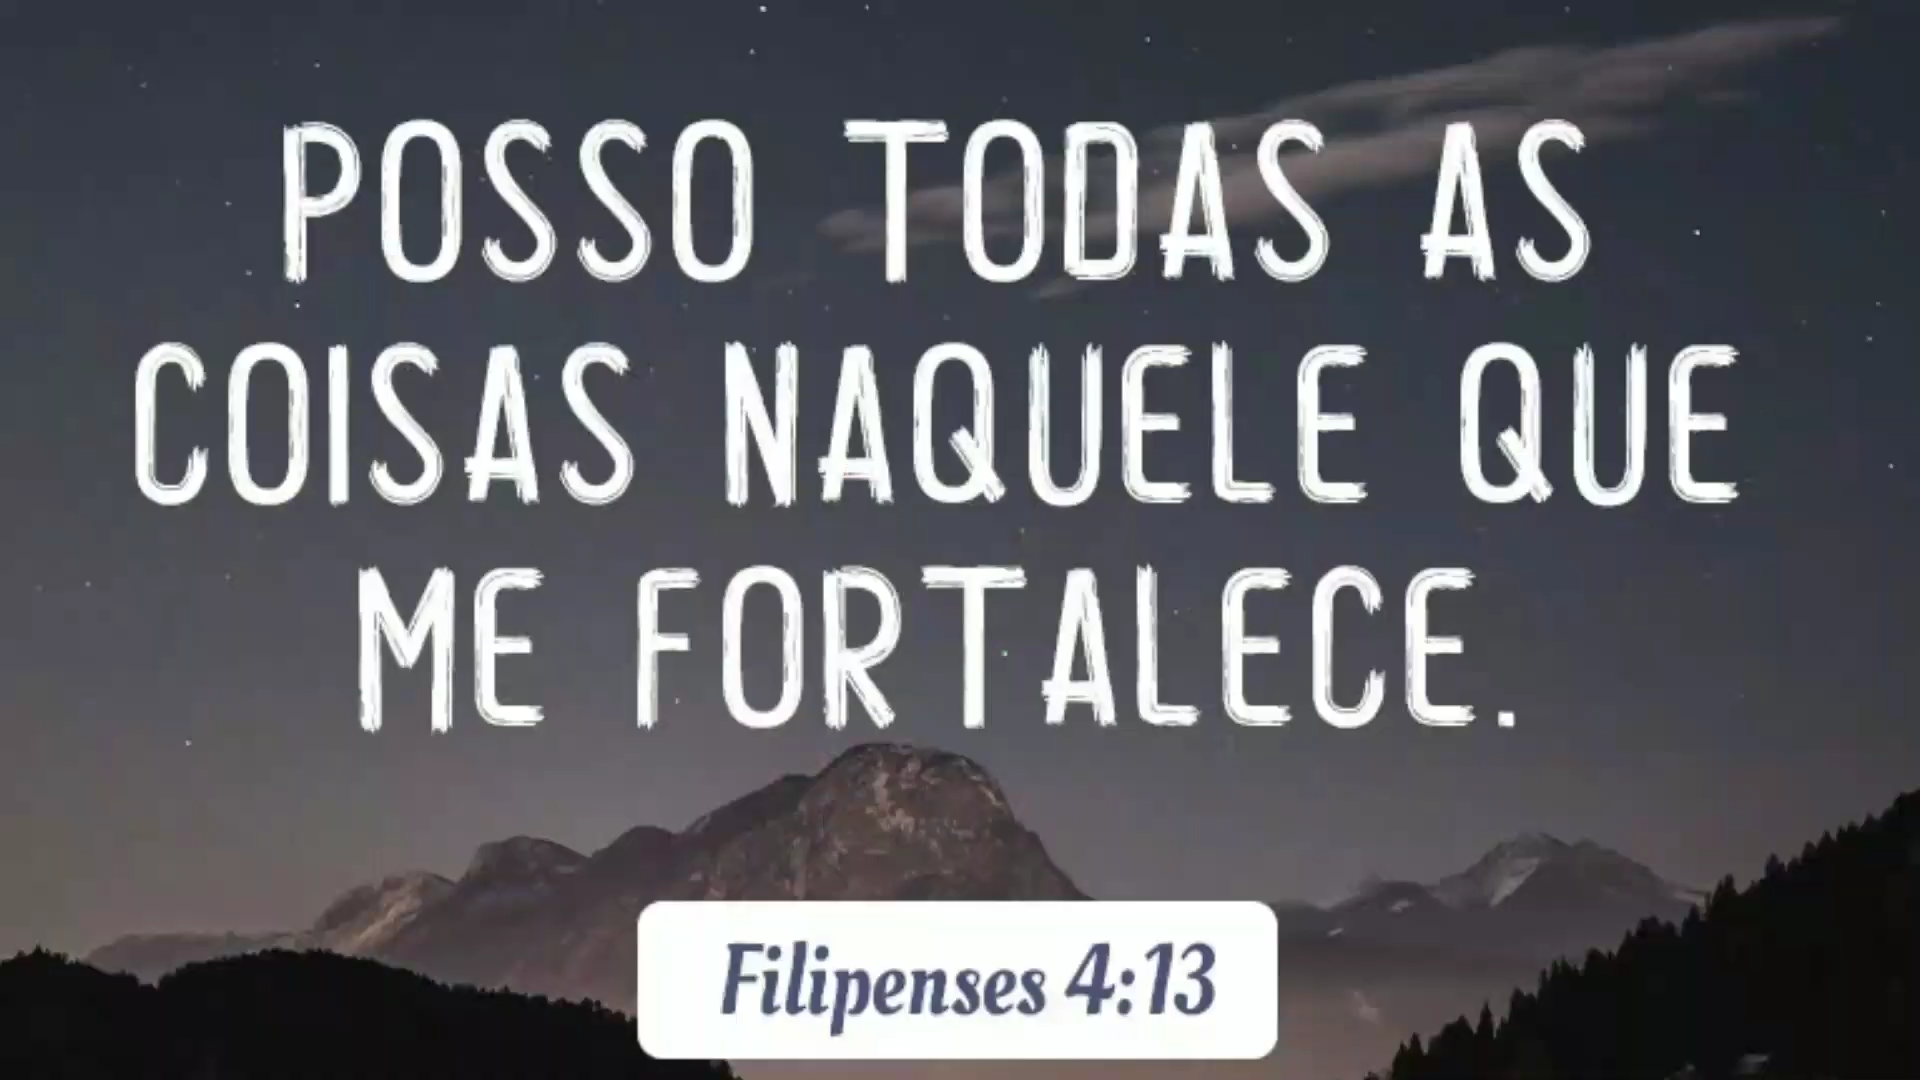 POSSO TODAS AS
COISAS NAQUELE QUE
ME FORTALECE.
Filipenses 4:13